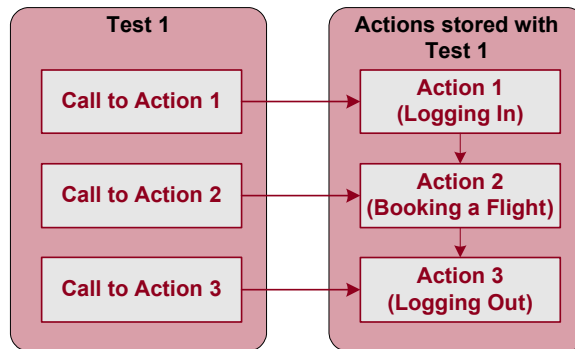 Test 1
Call to Action 1
Call to Action 2
Call to Action 3
Actions stored with
Test 1
Action 1
(Logging In)
Action 2
(Booking a Flight)
Action 3
(Logging Out)